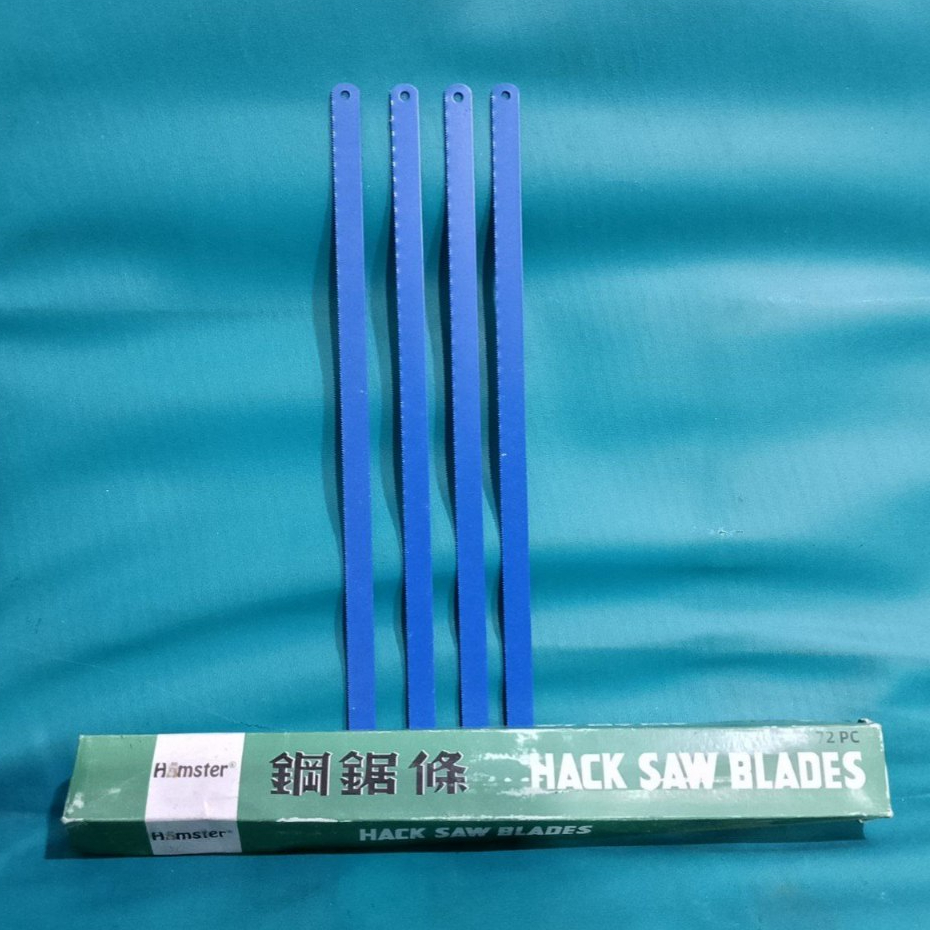 72 PC
Hamster® 鋼鋸條 HACK SAW BLADES
Hamster® HACK SAW BLADES